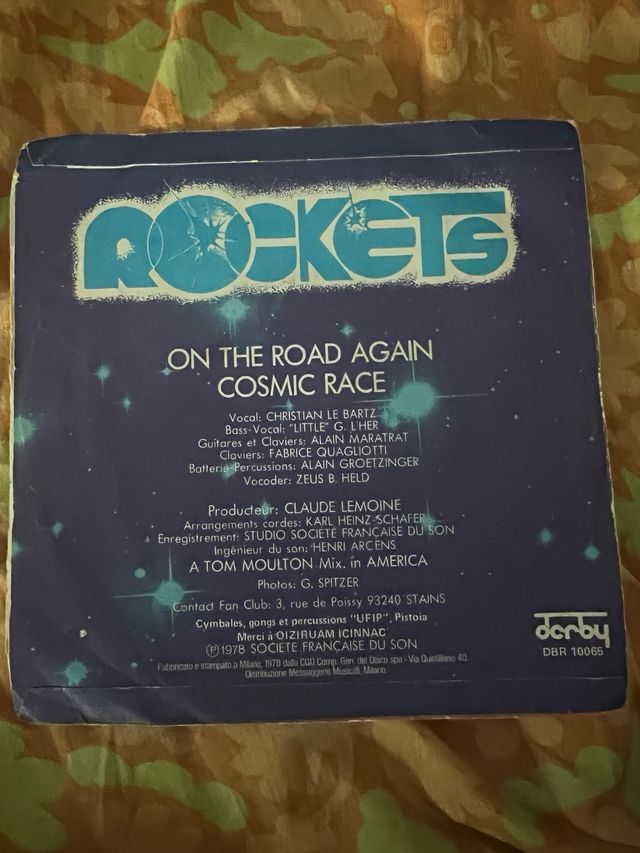 ROCKETS
ON THE ROAD AGAIN
COSMIC RACE
Vocal: CHRISTIAN LE BARTZ
Bass-Vocal: "LITTLE" G. L'HER
Guitares et Claviers: ALAIN MARATRAT
Claviers: FABRICE QUAGLIOTTI
Batterie-Percussions: ALAIN GROETZINGER
Vocoder: ZEUS B. HELD
Producteur: CLAUDE LEMOINE
Arrangements cordes: KARL HEINZ-SCHAFER
Enregistrement: STUDIO SOCIETE FRANÇAISE DU SON
Ingénieur du son: HENRI ARCENS
A TOM MOULTON Mix. in AMERICA
Photos: G. SPITZER
Contact Fan Club: 3, rue de Poissy 93240 STAINS
Cymbales, gongs et percussions "UFIP", Pistoia
Merci à OIZIRUAM ICINNAC
Ⓟ 1978 SOCIETE FRANÇAISE DU SON
Fabbricato e stampato a Milano, 1978 dalla CGD Comp. Gen. del Disco spa - Via Quintiliano 40
Distribuzione Messaggerie Musicali, Milano.
derby
DBR 10065